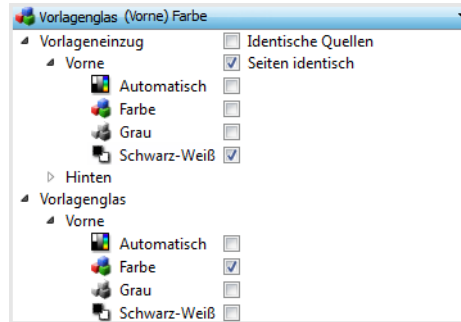 Vorlagenglas (Vorne) Farbe
Vorlageneinzug Identische Quellen
Vorne Seiten identisch
Automatisch
Farbe
Grau
Schwarz-Weiß
Hinten
Vorlagenglas
Vorne
Automatisch
Farbe
Grau
Schwarz-Weiß